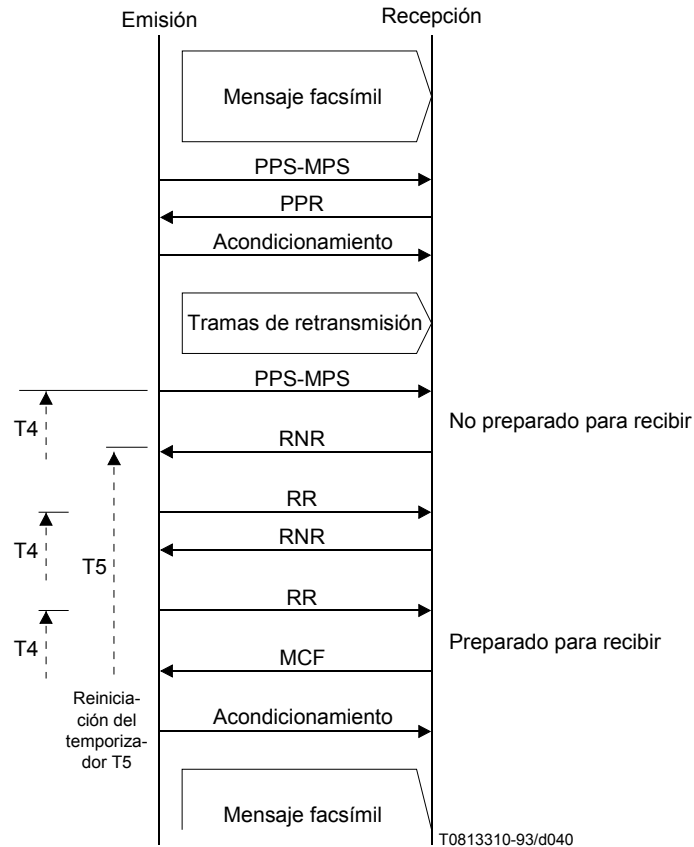 Emisión
Recepción
Mensaje facsímil
PPS-MPS
PPR
Acondicionamiento
Tramas de retransmisión
PPS-MPS
T4
No preparado para recibir
RNR
RR
T4
RNR
T5
RR
T4
Preparado para recibir
MCF
Reinicia-
ción del
temporiza-
dor T5
Acondicionamiento
Mensaje facsímil
T0813310-93/d040